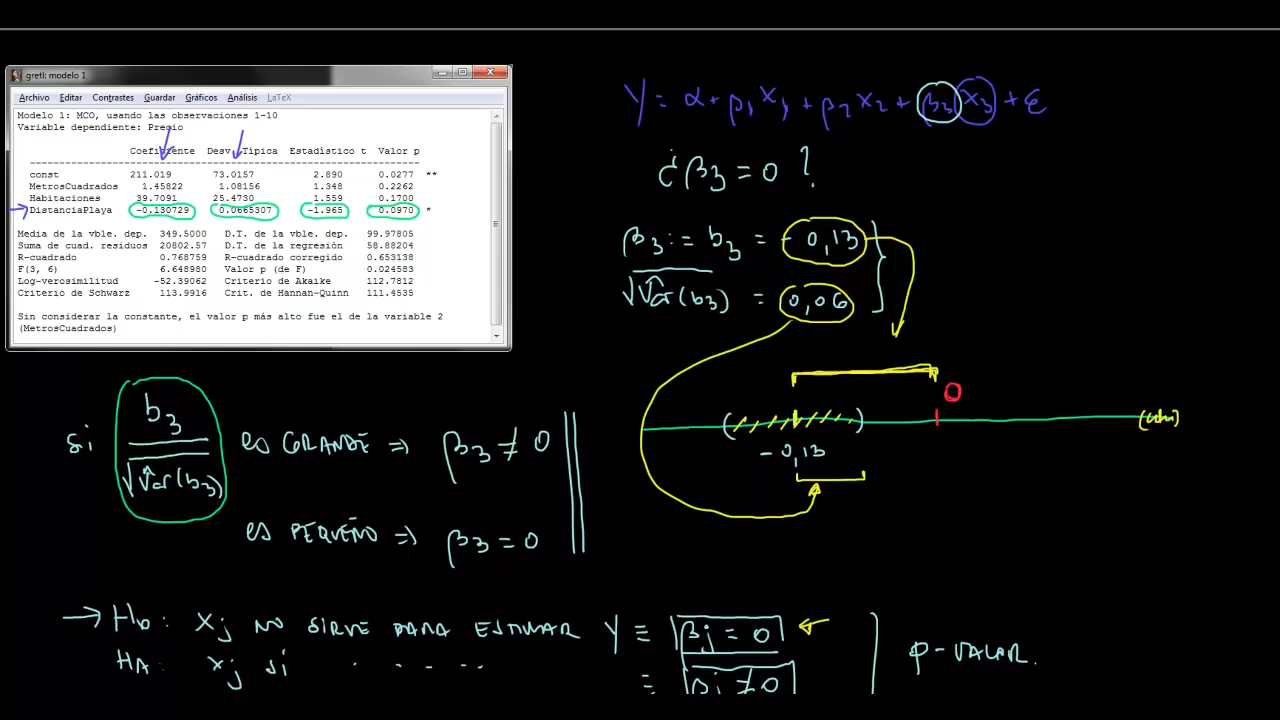 gretl: modelo 1
Archivo Editar Contrastes Guardar Gráficos Análisis LaTeX
Modelo 1: MCO, usando las observaciones 1-10
Variable dependiente: Precio
Coeficiente Desv. Típica Estadístico t Valor p
const 211.019 73.0157 2.890 0.0277 **
MetrosCuadrados 1.45822 1.08156 1.348 0.2262
Habitaciones 39.7091 25.4730 1.559 0.1700
DistanciaPlaya -0.130729 0.0665307 -1.965 0.0970 *
Media de la vble. dep. 349.5000 D.T. de la vble. dep. 99.97805
Suma de cuad. residuos 20802.57 D.T. de la regresión 58.88204
R-cuadrado 0.768759 R-cuadrado corregido 0.653138
F(3, 6) 6.648980 Valor p (de F) 0.024583
Log-verosimilitud -52.39062 Criterio de Akaike 112.7812
Criterio de Schwarz 113.9916 Crit. de Hannan-Quinn 111.4535
Sin considerar la constante, el valor p más alto fue el de la variable 2
(MetrosCuadrados)
Y = α + β1 X1 + β2 X2 + β3 X3 + ε
¿ β3 = 0 ?
β3 := b3 = - 0,13
√Vâr(b3) = 0,06
0
- 0,13
si b3 / √Vâr(b3) es GRANDE => β3 ≠ 0
es PEQUEÑO => β3 = 0
→ H0: Xj NO SIRVE PARA ESTIMAR Y ≡ βj = 0
HA: Xj si . . . . . ≡ βj ≠ 0
p-VALOR.